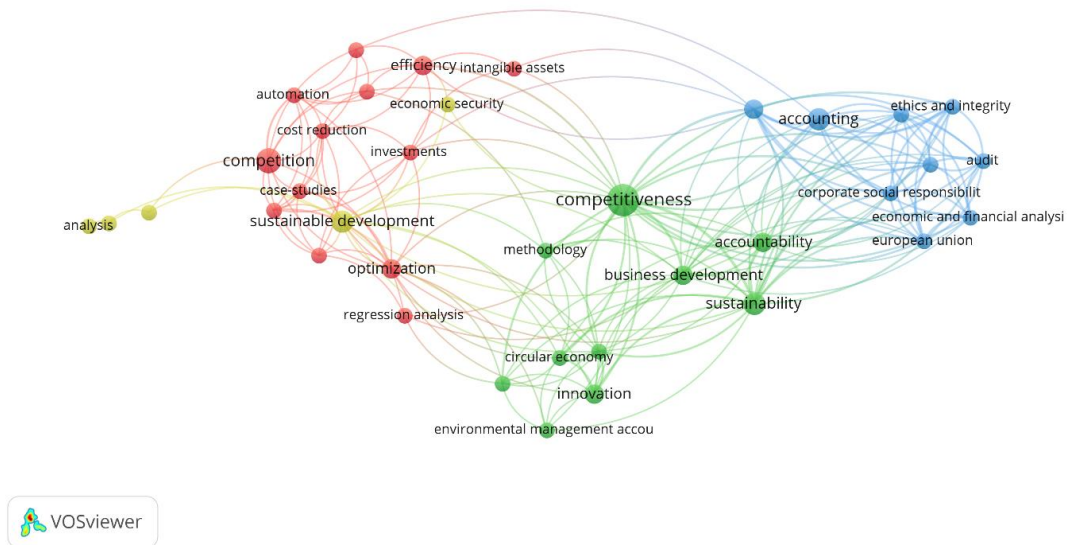 efficiency
intangible assets
automation
economic security
ethics and integrity
accounting
cost reduction
investments
competition
audit
case-studies
corporate social responsibilit
competitiveness
economic and financial analysi
sustainable development
analysis
european union
accountability
methodology
optimization
business development
sustainability
regression analysis
circular economy
innovation
environmental management accou
VOSviewer